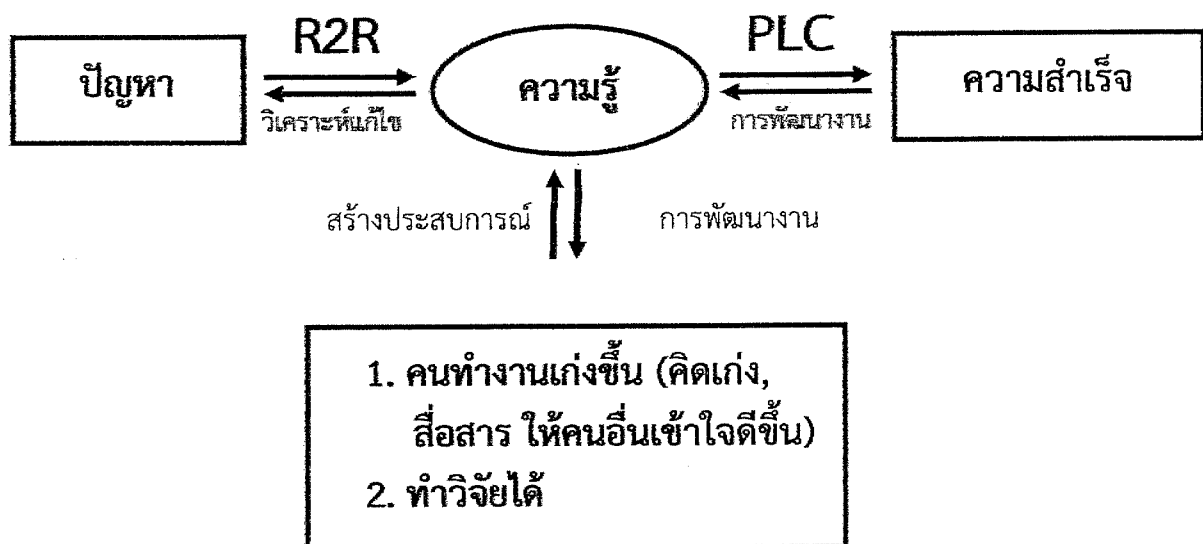 R2R
PLC
ปัญหา
ความรู้
ความสำเร็จ
วิเคราะห์แก้ไข
การพัฒนางาน
สร้างประสบการณ์
การพัฒนางาน
1. คนทำงานเก่งขึ้น (คิดเก่ง,
สื่อสาร ให้คนอื่นเข้าใจดีขึ้น)
2. ทำวิจัยได้